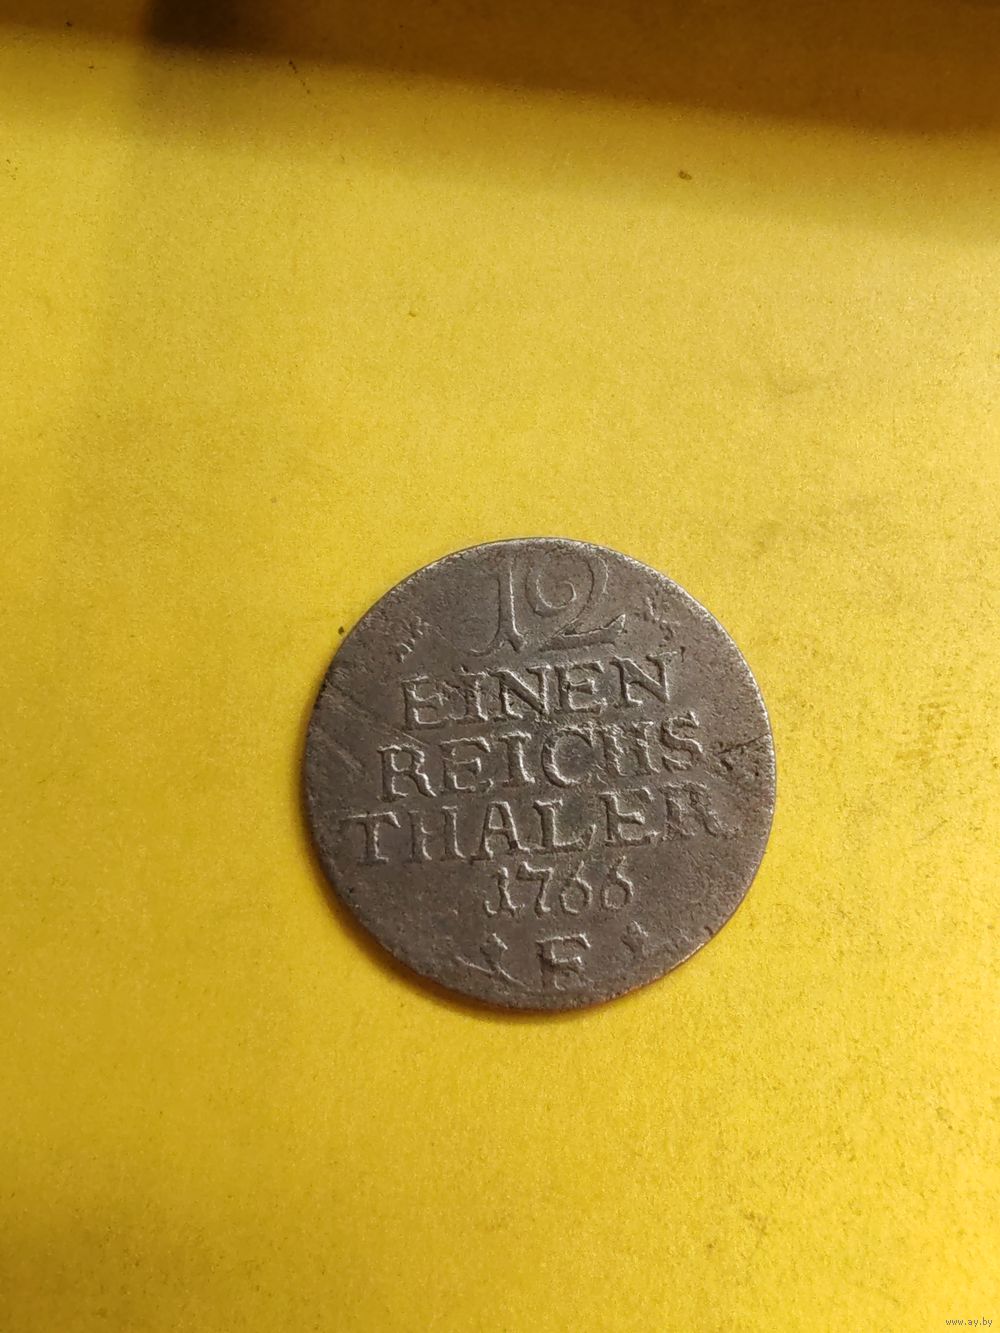 12
EINEN
REICHS
THALER
1766
E
www.ay.by